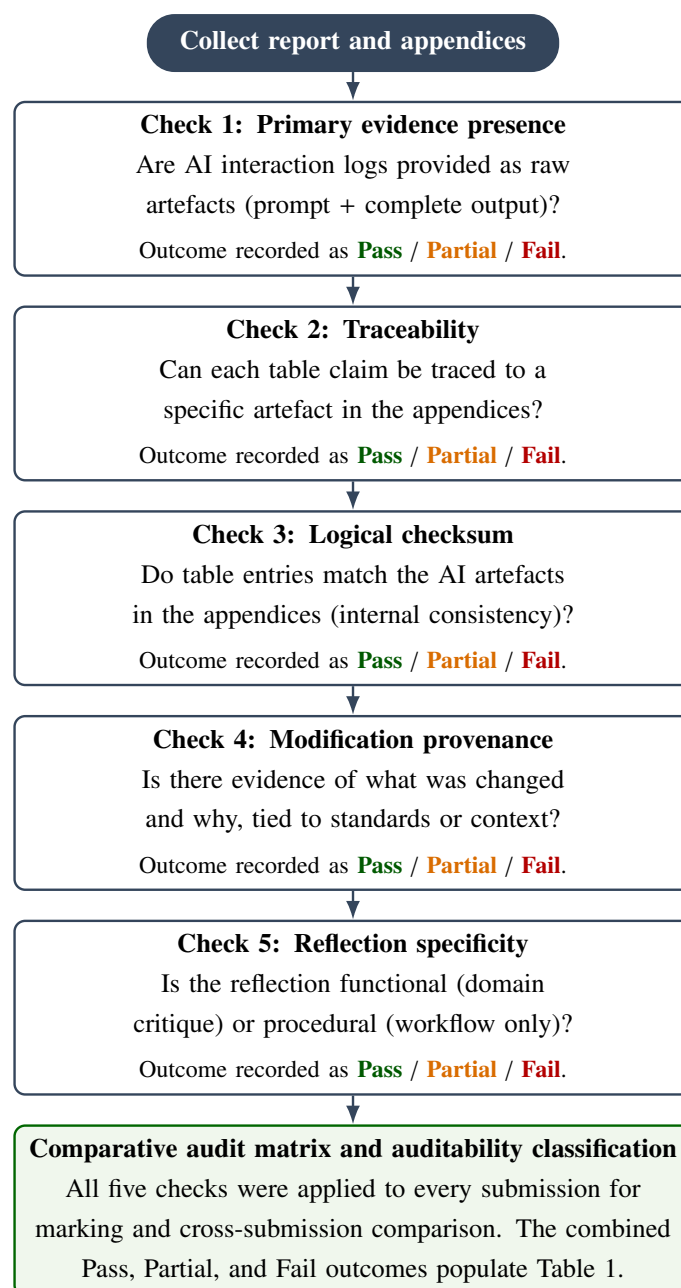 Collect report and appendices
Check 1: Primary evidence presence
Are AI interaction logs provided as raw
artefacts (prompt + complete output)?
Outcome recorded as Pass / Partial / Fail.
Check 2: Traceability
Can each table claim be traced to a
specific artefact in the appendices?
Outcome recorded as Pass / Partial / Fail.
Check 3: Logical checksum
Do table entries match the AI artefacts
in the appendices (internal consistency)?
Outcome recorded as Pass / Partial / Fail.
Check 4: Modification provenance
Is there evidence of what was changed
and why, tied to standards or context?
Outcome recorded as Pass / Partial / Fail.
Check 5: Reflection specificity
Is the reflection functional (domain
critique) or procedural (workflow only)?
Outcome recorded as Pass / Partial / Fail.
Comparative audit matrix and auditability classification
All five checks were applied to every submission for
marking and cross-submission comparison. The combined
Pass, Partial, and Fail outcomes populate Table 1.